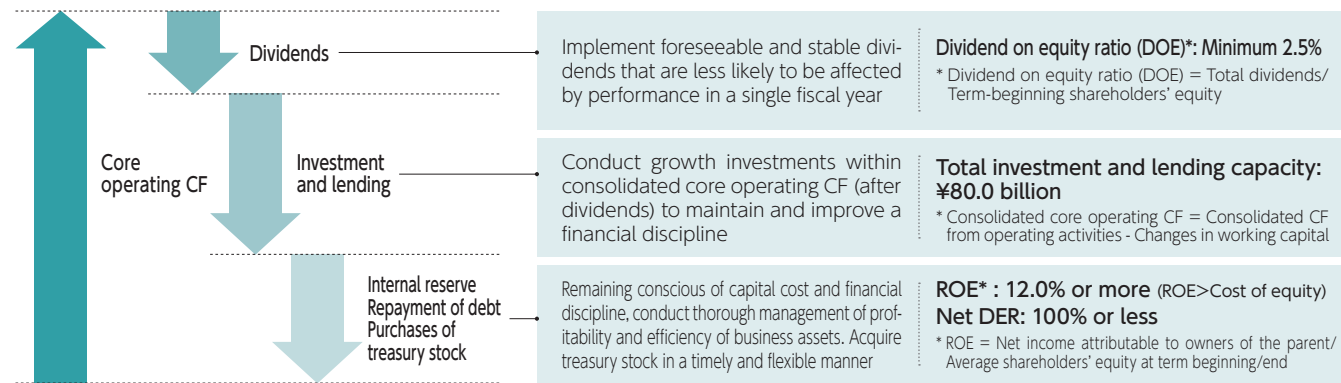 Core
operating CF
Dividends
Implement foreseeable and stable divi-
dends that are less likely to be affected
by performance in a single fiscal year
Dividend on equity ratio (DOE)*: Minimum 2.5%
* Dividend on equity ratio (DOE) = Total dividends/
Term-beginning shareholders’ equity
Investment
and lending
Conduct growth investments within
consolidated core operating CF (after
dividends) to maintain and improve a
financial discipline
Total investment and lending capacity:
¥80.0 billion
* Consolidated core operating CF = Consolidated CF
from operating activities - Changes in working capital
Internal reserve
Repayment of debt
Purchases of
treasury stock
Remaining conscious of capital cost and financial
discipline, conduct thorough management of prof-
itability and efficiency of business assets. Acquire
treasury stock in a timely and flexible manner
ROE* : 12.0% or more (ROE>Cost of equity)
Net DER: 100% or less
* ROE = Net income attributable to owners of the parent/
Average shareholders’ equity at term beginning/end